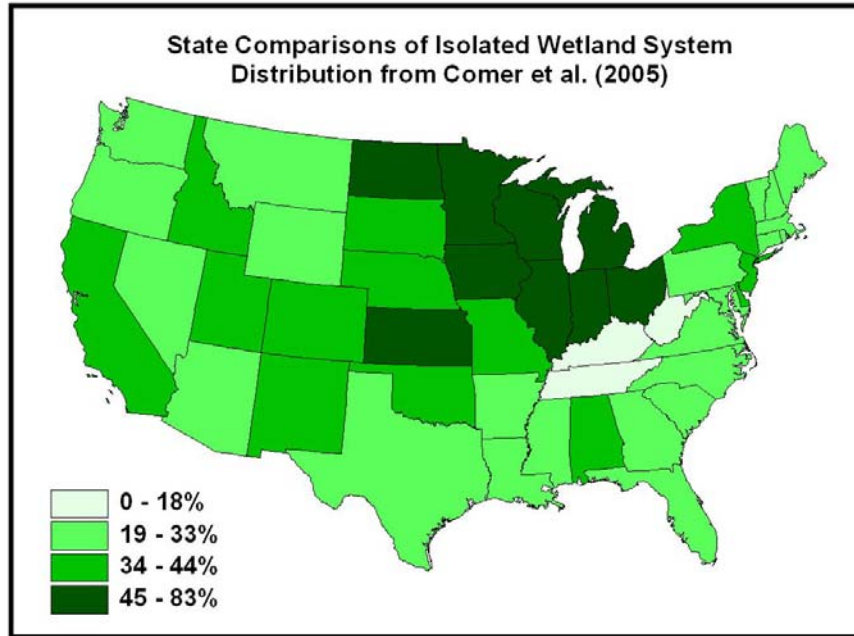 State Comparisons of Isolated Wetland System
Distribution from Comer et al. (2005)
0 - 18%
19 - 33%
34 - 44%
45 - 83%